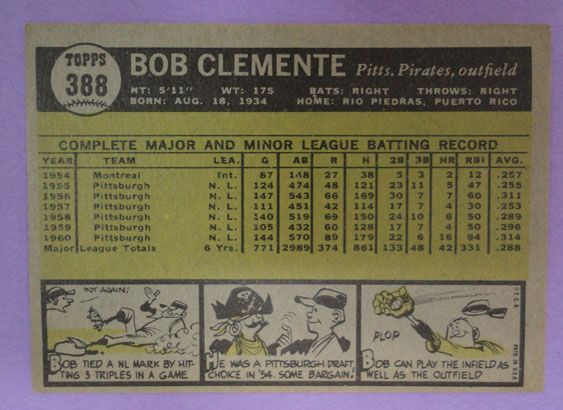 TOPPS
388
BOB CLEMENTE Pitts. Pirates, outfield
HT: 5'11" WT: 175 BATS: RIGHT THROWS: RIGHT
BORN: AUG. 18, 1934 HOME: RIO PIEDRAS, PUERTO RICO
COMPLETE MAJOR AND MINOR LEAGUE BATTING RECORD
YEAR TEAM LEA. G AB R H 2B 3B HR RBI AVG.
1954 Montreal Int. 87 148 27 38 5 3 2 12 .257
1955 Pittsburgh N. L. 124 474 48 121 23 11 5 47 .255
1956 Pittsburgh N. L. 147 543 66 169 30 7 7 60 .311
1957 Pittsburgh N. L. 111 451 42 114 17 7 4 30 .253
1958 Pittsburgh N. L. 140 519 69 150 24 10 6 50 .289
1959 Pittsburgh N. L. 105 432 60 128 17 7 4 50 .296
1960 Pittsburgh N. L. 144 570 89 179 22 6 16 94 .314
Major League Totals 6 Yrs. 771 2989 374 861 133 48 42 331 .288
NOT AGAIN!
BOB TIED A NL MARK BY HIT-
TING 3 TRIPLES IN A GAME
HE WAS A PITTSBURGH DRAFT
CHOICE IN '54. SOME BARGAIN!
PLOP
BOB CAN PLAY THE INFIELD AS
WELL AS THE OUTFIELD